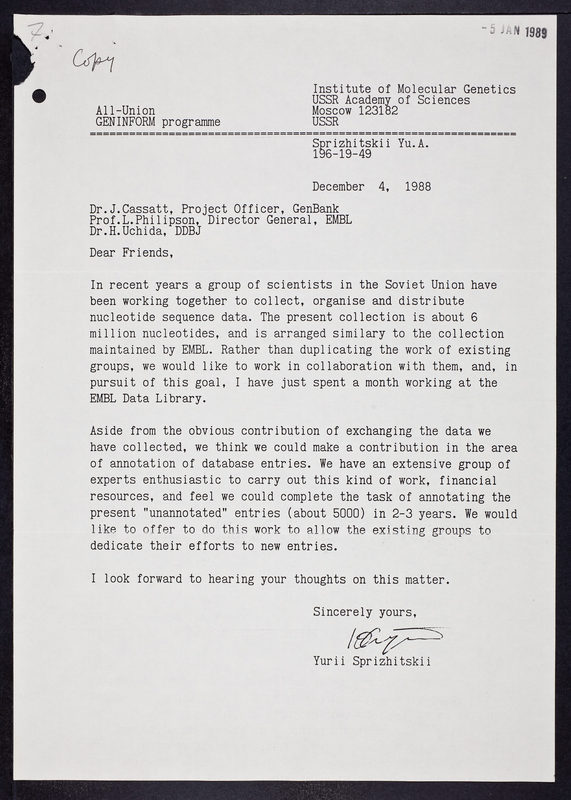 7.
-5 JAN 1989
Copy
Institute of Molecular Genetics
USSR Academy of Sciences
All-Union Moscow 123182
GENINFORM programme USSR
==================================================================
Sprizhitskii Yu.A.
196-19-49
December 4, 1988
Dr.J.Cassatt, Project Officer, GenBank
Prof.L.Philipson, Director General, EMBL
Dr.H.Uchida, DDBJ
Dear Friends,
In recent years a group of scientists in the Soviet Union have
been working together to collect, organise and distribute
nucleotide sequence data. The present collection is about 6
million nucleotides, and is arranged similary to the collection
maintained by EMBL. Rather than duplicating the work of existing
groups, we would like to work in collaboration with them, and, in
pursuit of this goal, I have just spent a month working at the
EMBL Data Library.
Aside from the obvious contribution of exchanging the data we
have collected, we think we could make a contribution in the area
of annotation of database entries. We have an extensive group of
experts enthusiastic to carry out this kind of work, financial
resources, and feel we could complete the task of annotating the
present "unannotated" entries (about 5000) in 2-3 years. We would
like to offer to do this work to allow the existing groups to
dedicate their efforts to new entries.
I look forward to hearing your thoughts on this matter.
Sincerely yours,
Yurii Sprizhitskii